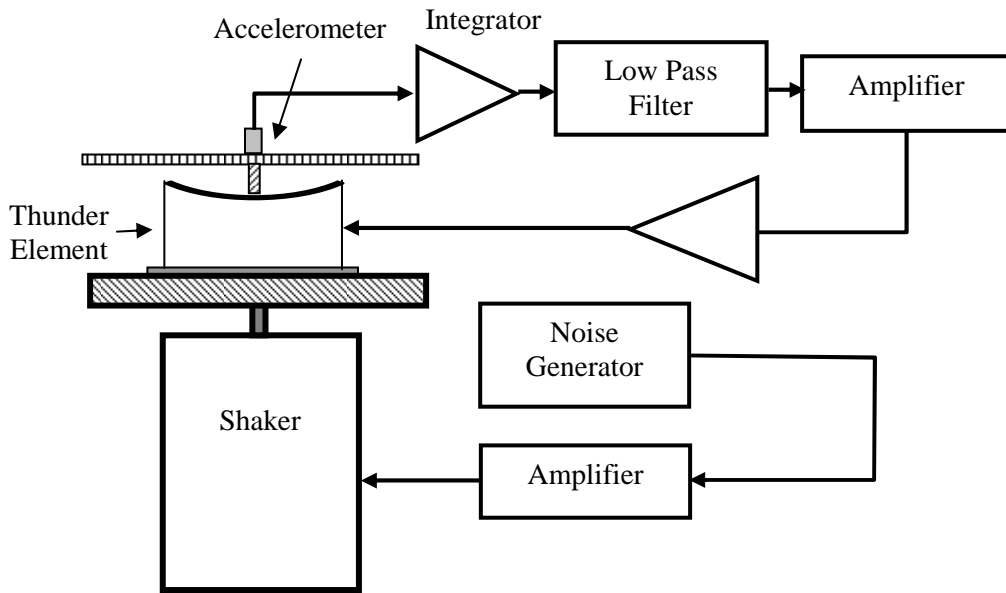 Integrator
Accelerometer
Low Pass
Filter
Amplifier
Thunder
Element
Noise
Generator
Shaker
Amplifier